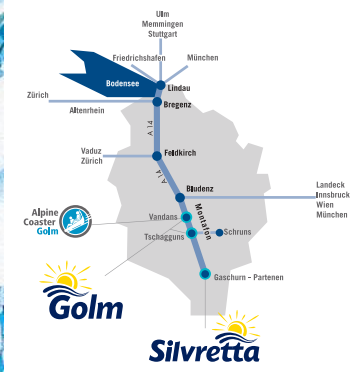 Ulm
Memmingen
Stuttgart
Friedrichshafen
München
Bodensee
Lindau
Zürich
Bregenz
Altenrhein
A 14
Vaduz
Zürich
Feldkirch
A 14
Bludenz
Landeck
Innsbruck
Wien
München
Montafon
Alpine
Coaster
Golm
Vandans
Tschagguns
Schruns
Gaschurn - Partenen
Golm
Silvretta